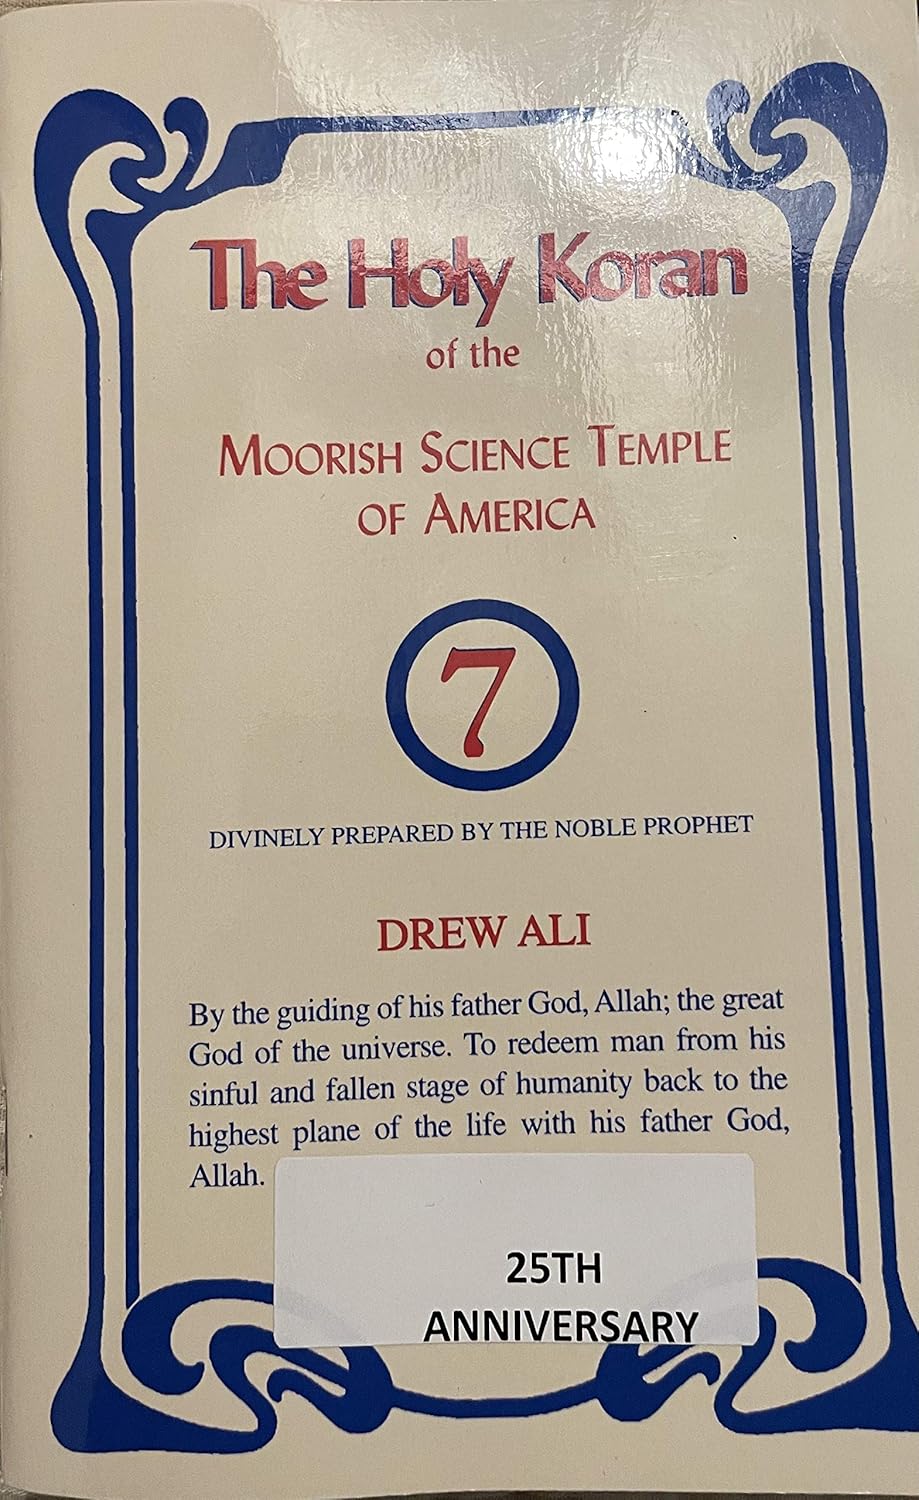 The Holy Koran
of the
MOORISH SCIENCE TEMPLE
OF AMERICA
7
DIVINELY PREPARED BY THE NOBLE PROPHET
DREW ALI
By the guiding of his father God, Allah; the great
God of the universe. To redeem man from his
sinful and fallen stage of humanity back to the
highest plane of the life with his father God,
Allah.
25TH
ANNIVERSARY